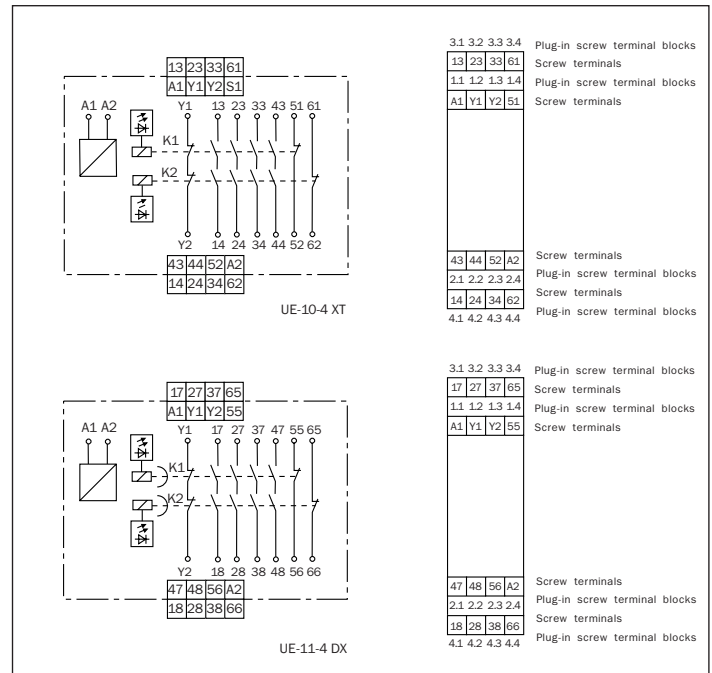 13 23 33 61
A1 Y1 Y2 S1
A1 A2
Y1 13 23 33 43 51 61
K1
K2
Y2 14 24 34 44 52 62
43 44 52 A2
14 24 34 62
UE-10-4 XT
3.1 3.2 3.3 3.4 Plug-in screw terminal blocks
13 23 33 61 Screw terminals
1.1 1.2 1.3 1.4 Plug-in screw terminal blocks
A1 Y1 Y2 51 Screw terminals
43 44 52 A2 Screw terminals
2.1 2.2 2.3 2.4 Plug-in screw terminal blocks
14 24 34 62 Screw terminals
4.1 4.2 4.3 4.4 Plug-in screw terminal blocks
17 27 37 65
A1 Y1 Y2 55
A1 A2
Y1 17 27 37 47 55 65
K1
K2
Y2 18 28 38 48 56 66
47 48 56 A2
18 28 38 66
UE-11-4 DX
3.1 3.2 3.3 3.4 Plug-in screw terminal blocks
17 27 37 65 Screw terminals
1.1 1.2 1.3 1.4 Plug-in screw terminal blocks
A1 Y1 Y2 55 Screw terminals
47 48 56 A2 Screw terminals
2.1 2.2 2.3 2.4 Plug-in screw terminal blocks
18 28 38 66 Screw terminals
4.1 4.2 4.3 4.4 Plug-in screw terminal blocks